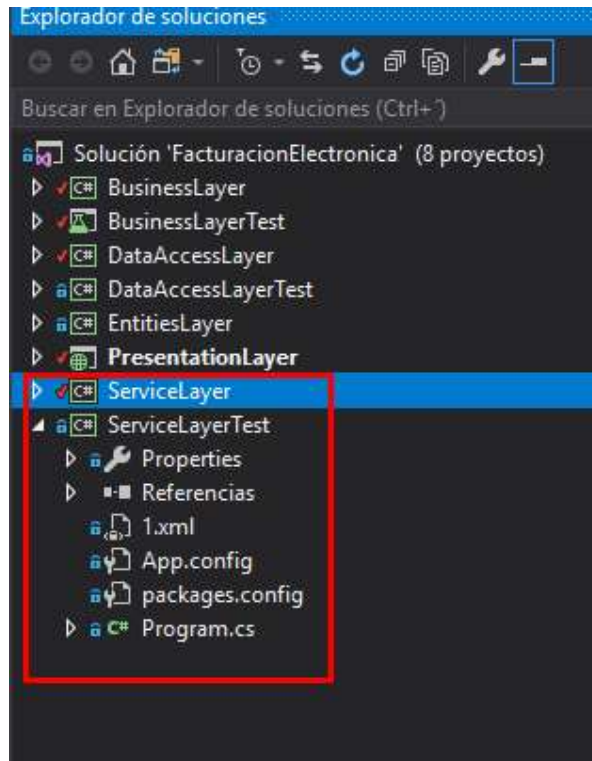 Explorador de soluciones
Buscar en Explorador de soluciones (Ctrl+´)
Solución 'FacturacionElectronica' (8 proyectos)
C# BusinessLayer
BusinessLayerTest
C# DataAccessLayer
C# DataAccessLayerTest
C# EntitiesLayer
PresentationLayer
C# ServiceLayer
C# ServiceLayerTest
Properties
Referencias
1.xml
App.config
packages.config
C# Program.cs